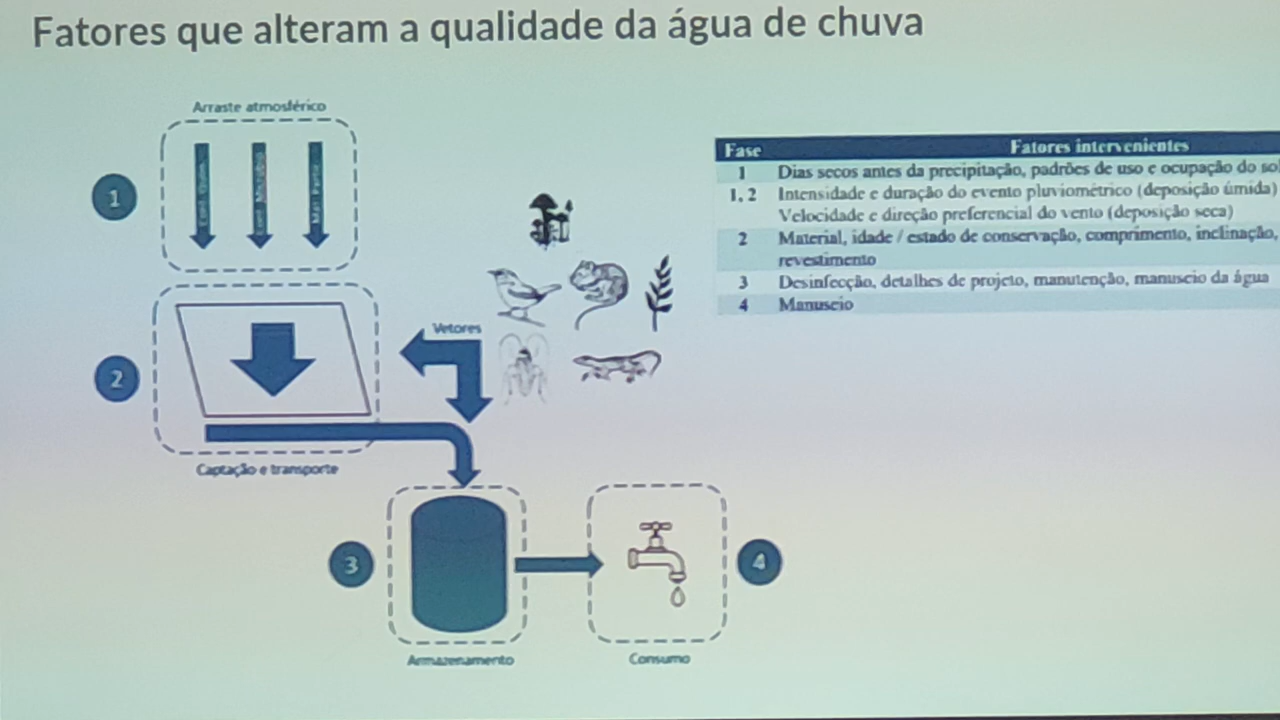 Fatores que alteram a qualidade da água de chuva
Arraste atmosférico
1
2
Vetores
Captação e transporte
3
4
Armazenamento
Consumo
Fase Fatores intervenientes
1 Dias secos antes da precipitação, padrões de uso e ocupação do
1, 2 Intensidade e duração do evento pluviométrico (deposição úmida)
Velocidade e direção preferencial do vento (deposição seca)
2 Material, idade / estado de conservação, comprimento, inclinação,
revestimento
3 Desinfecção, detalhes de projeto, manutenção, manuseio da água
4 Manuseio